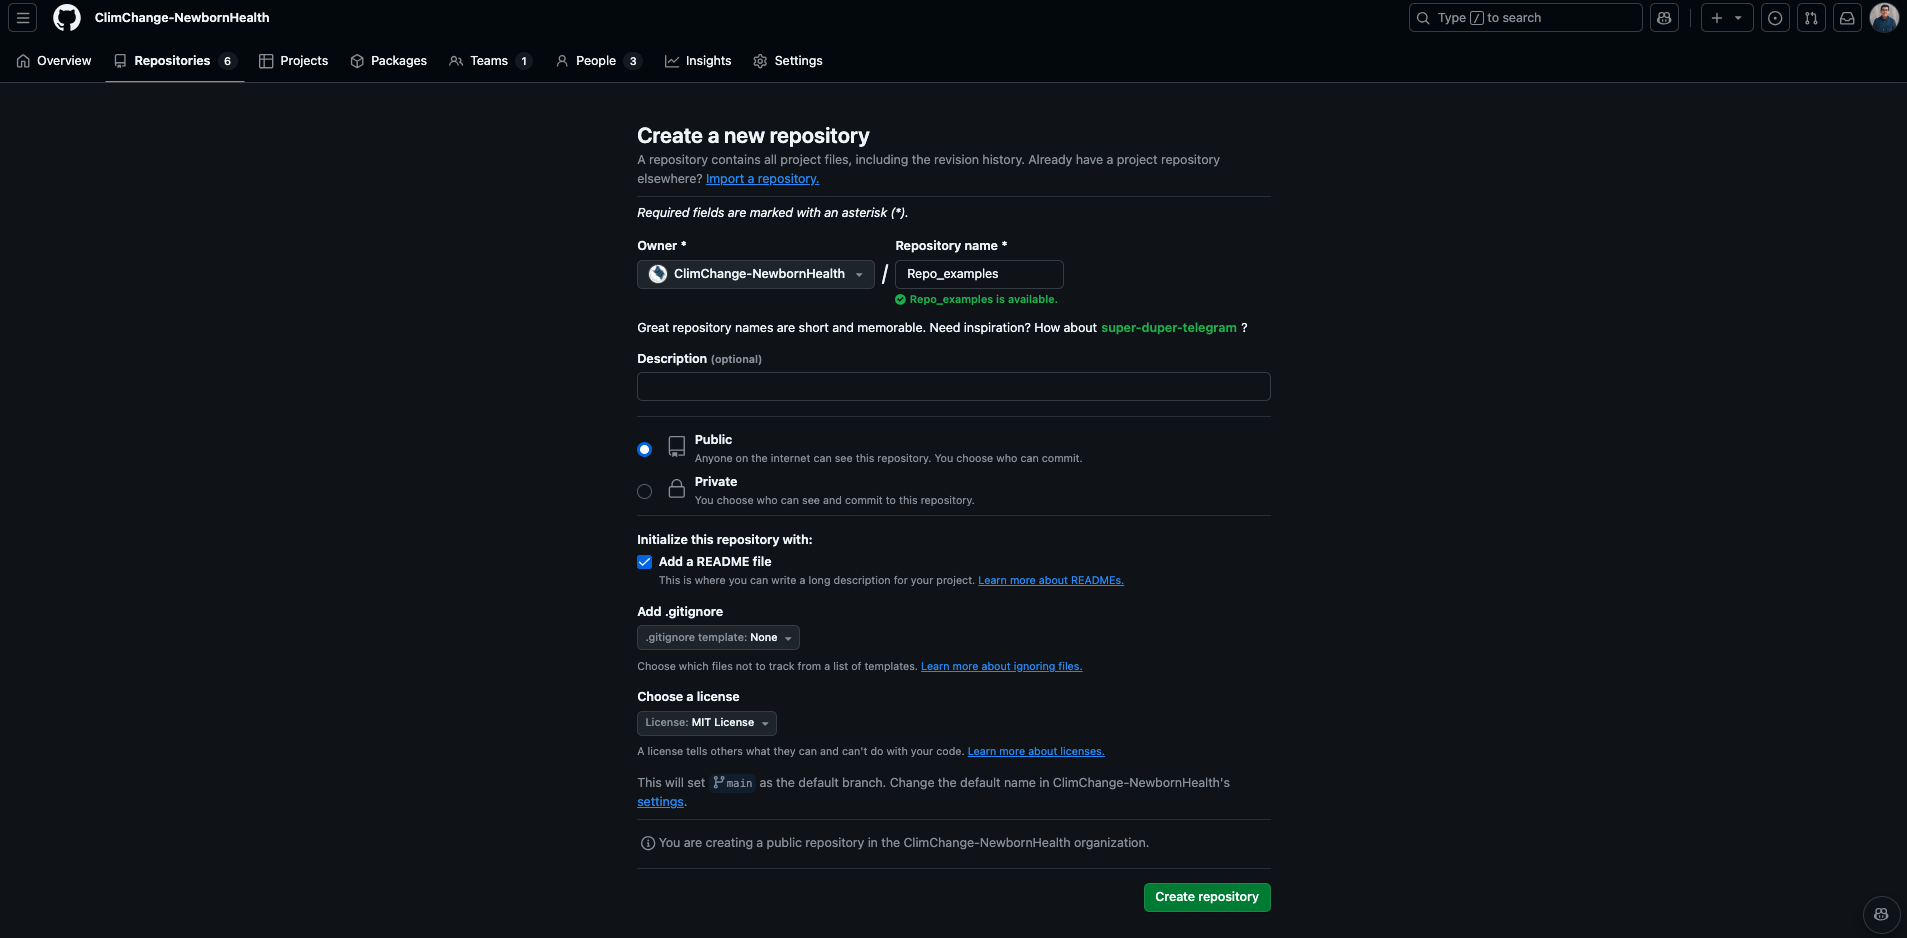 ClimChange-NewbornHealth
Type / to search
Overview
Repositories 6
Projects
Packages
Teams 1
People 3
Insights
Settings
Create a new repository
A repository contains all project files, including the revision history. Already have a project repository
elsewhere? Import a repository.
Required fields are marked with an asterisk (*).
Owner *
Repository name *
ClimChange-NewbornHealth / Repo_examples
Repo_examples is available.
Great repository names are short and memorable. Need inspiration? How about super-duper-telegram ?
Description (optional)
Public
Anyone on the internet can see this repository. You choose who can commit.
Private
You choose who can see and commit to this repository.
Initialize this repository with:
Add a README file
This is where you can write a long description for your project. Learn more about READMEs.
Add .gitignore
.gitignore template: None
Choose which files not to track from a list of templates. Learn more about ignoring files.
Choose a license
License: MIT License
A license tells others what they can and can't do with your code. Learn more about licenses.
This will set main as the default branch. Change the default name in ClimChange-NewbornHealth's
settings.
You are creating a public repository in the ClimChange-NewbornHealth organization.
Create repository